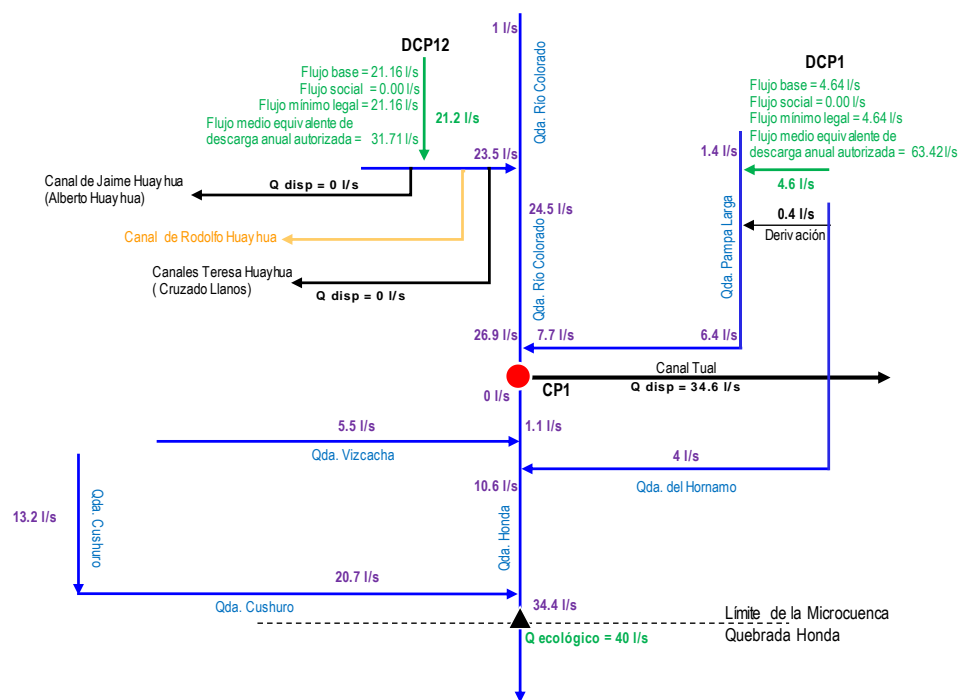 1 l/s
DCP12
Flujo base = 21.16 l/s
Flujo social = 0.00 l/s
Flujo mínimo legal = 21.16 l/s
Flujo medio equivalente de
descarga anual autorizada = 31.71 l/s
21.2 l/s
Qda. Río Colorado
DCP1
Flujo base = 4.64 l/s
Flujo social = 0.00 l/s
Flujo mínimo legal = 4.64 l/s
Flujo medio equivalente de
descarga anual autorizada = 63.42 l/s
1.4 l/s
4.6 l/s
23.5 l/s
Canal de Jaime Huayhua
(Alberto Huayhua)
Q disp = 0 l/s
24.5 l/s
0.4 l/s
Derivación
Canal de Rodolfo Huayhua
Qda. Río Colorado
Qda. Pampa Larga
Canales Teresa Huayhua
( Cruzado Llanos)
Q disp = 0 l/s
26.9 l/s
7.7 l/s
6.4 l/s
Canal Tual
Q disp = 34.6 l/s
CP1
0 l/s
5.5 l/s
1.1 l/s
Qda. Vizcacha
4 l/s
Qda. del Hornamo
10.6 l/s
13.2 l/s
Qda. Cushuro
Qda. Honda
20.7 l/s
Qda. Cushuro
34.4 l/s
Límite de la Microcuenca
Quebrada Honda
Q ecológico = 40 l/s